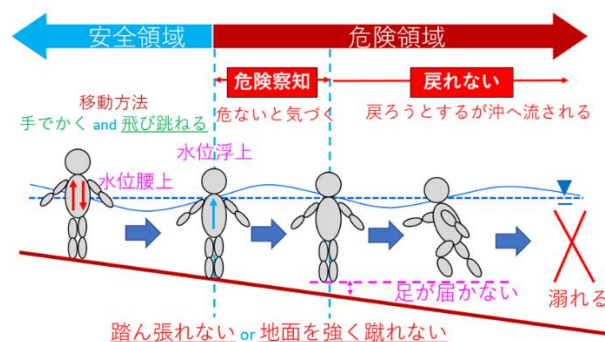 安全領域
危険領域
危険察知
戻れない
移動方法
手でかく and 飛び跳ねる
危ないと気づく
戻ろうとするが沖へ流される
水位浮上
水位腰上
足が届かない
溺れる
踏ん張れない or 地面を強く蹴れない